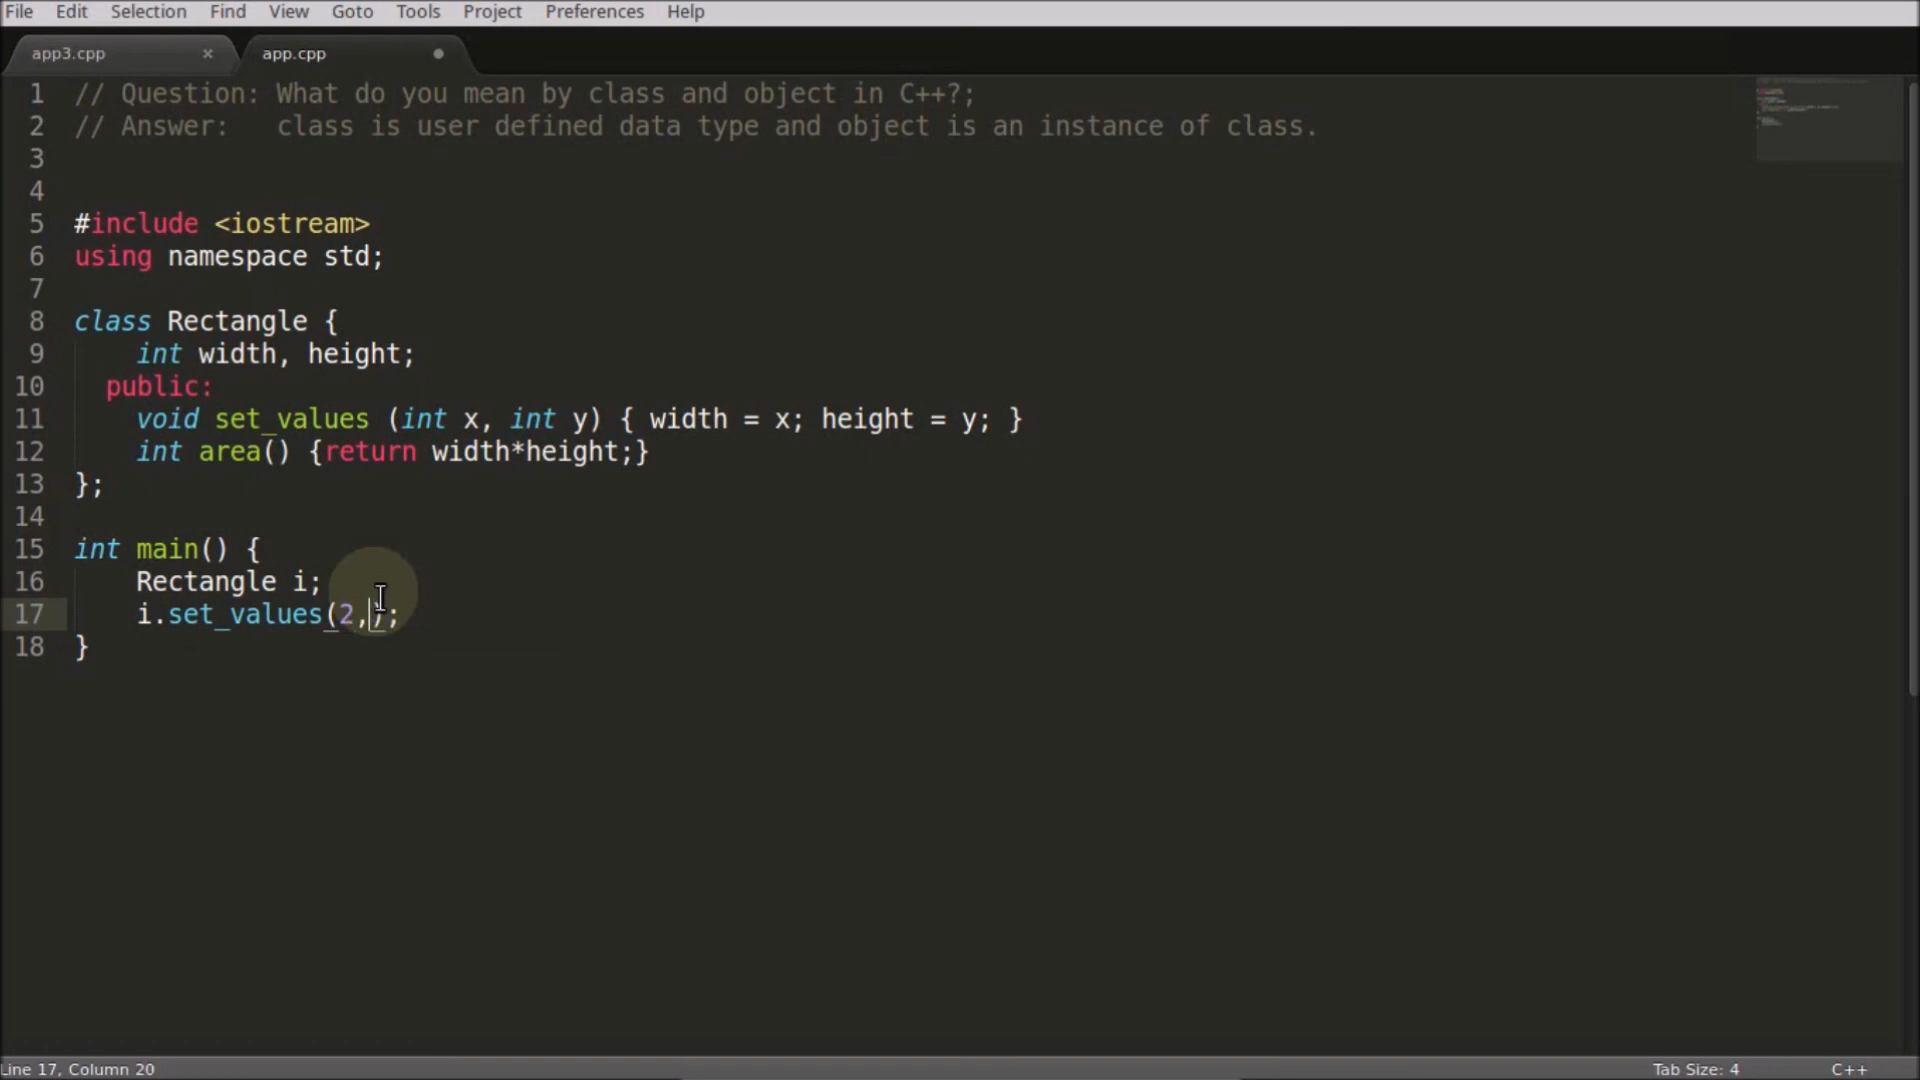 File Edit Selection Find View Goto Tools Project Preferences Help
app3.cpp × app.cpp
1 // Question: What do you mean by class and object in C++?;
2 // Answer:   class is user defined data type and object is an instance of class.
3
4
5 #include <iostream>
6 using namespace std;
7
8 class Rectangle {
9     int width, height;
10   public:
11     void set_values (int x, int y) { width = x; height = y; }
12     int area() {return width*height;}
13 };
14
15 int main() {
16     Rectangle i;
17     i.set_values(2,);
18 }
Line 17, Column 20 Tab Size: 4 C++